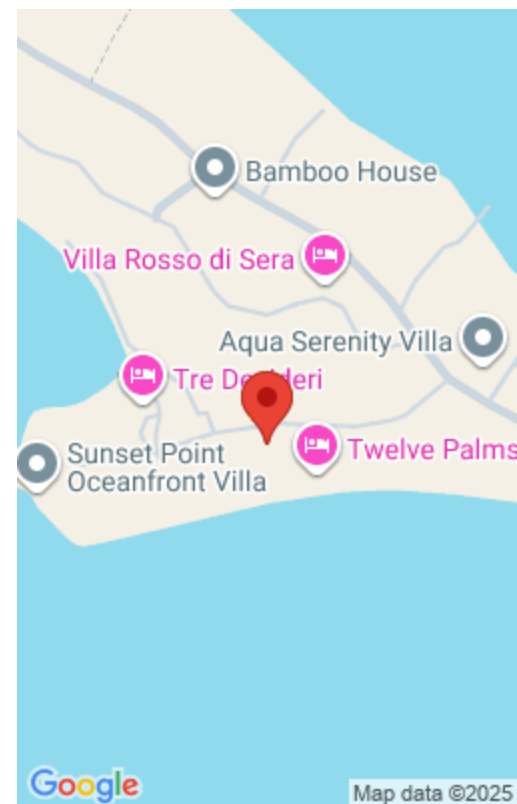 Bamboo House
Villa Rosso di Sera
Aqua Serenity Villa
Tre
Sunset Point
Oceanfront Villa
Twelve Palms
Google
Map data ©2025